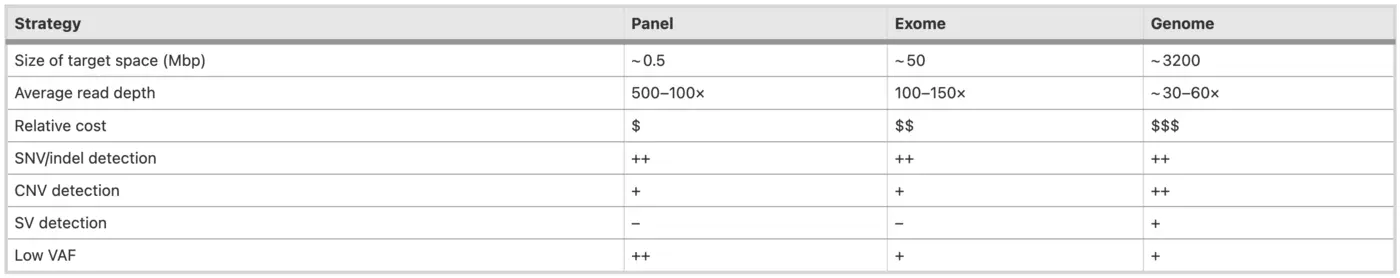 Strategy Panel Exome Genome
Size of target space (Mbp) ~0.5 ~50 ~3200
Average read depth 500–100× 100–150× ~30–60×
Relative cost $ $$ $$$
SNV/indel detection ++ ++ ++
CNV detection + + ++
SV detection – – +
Low VAF ++ + +